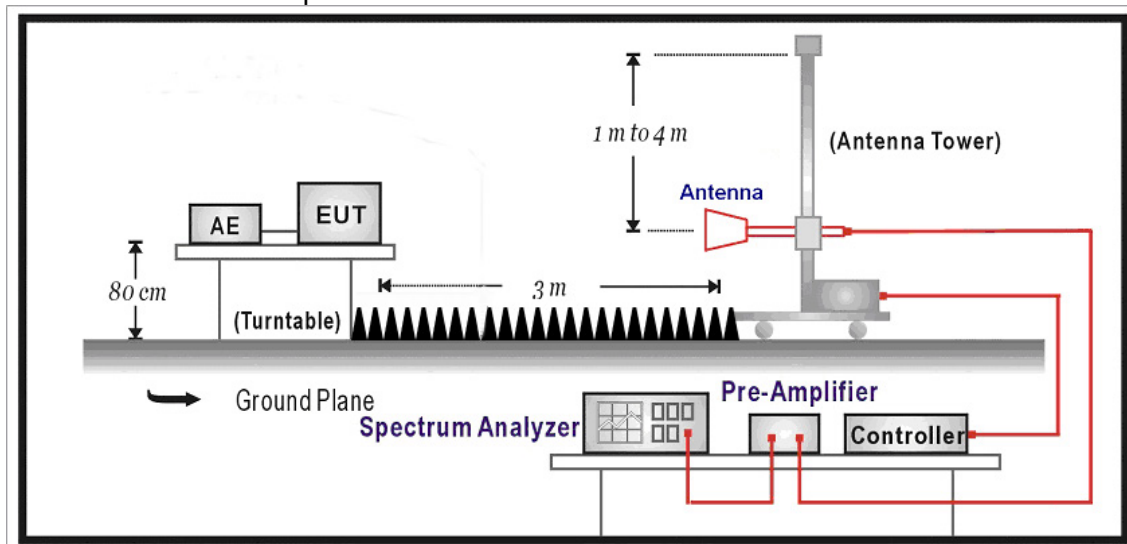 1 m to 4 m
(Antenna Tower)
Antenna
AE
EUT
80 cm
3 m
(Turntable)
Ground Plane
Pre-Amplifier
Spectrum Analyzer
Controller